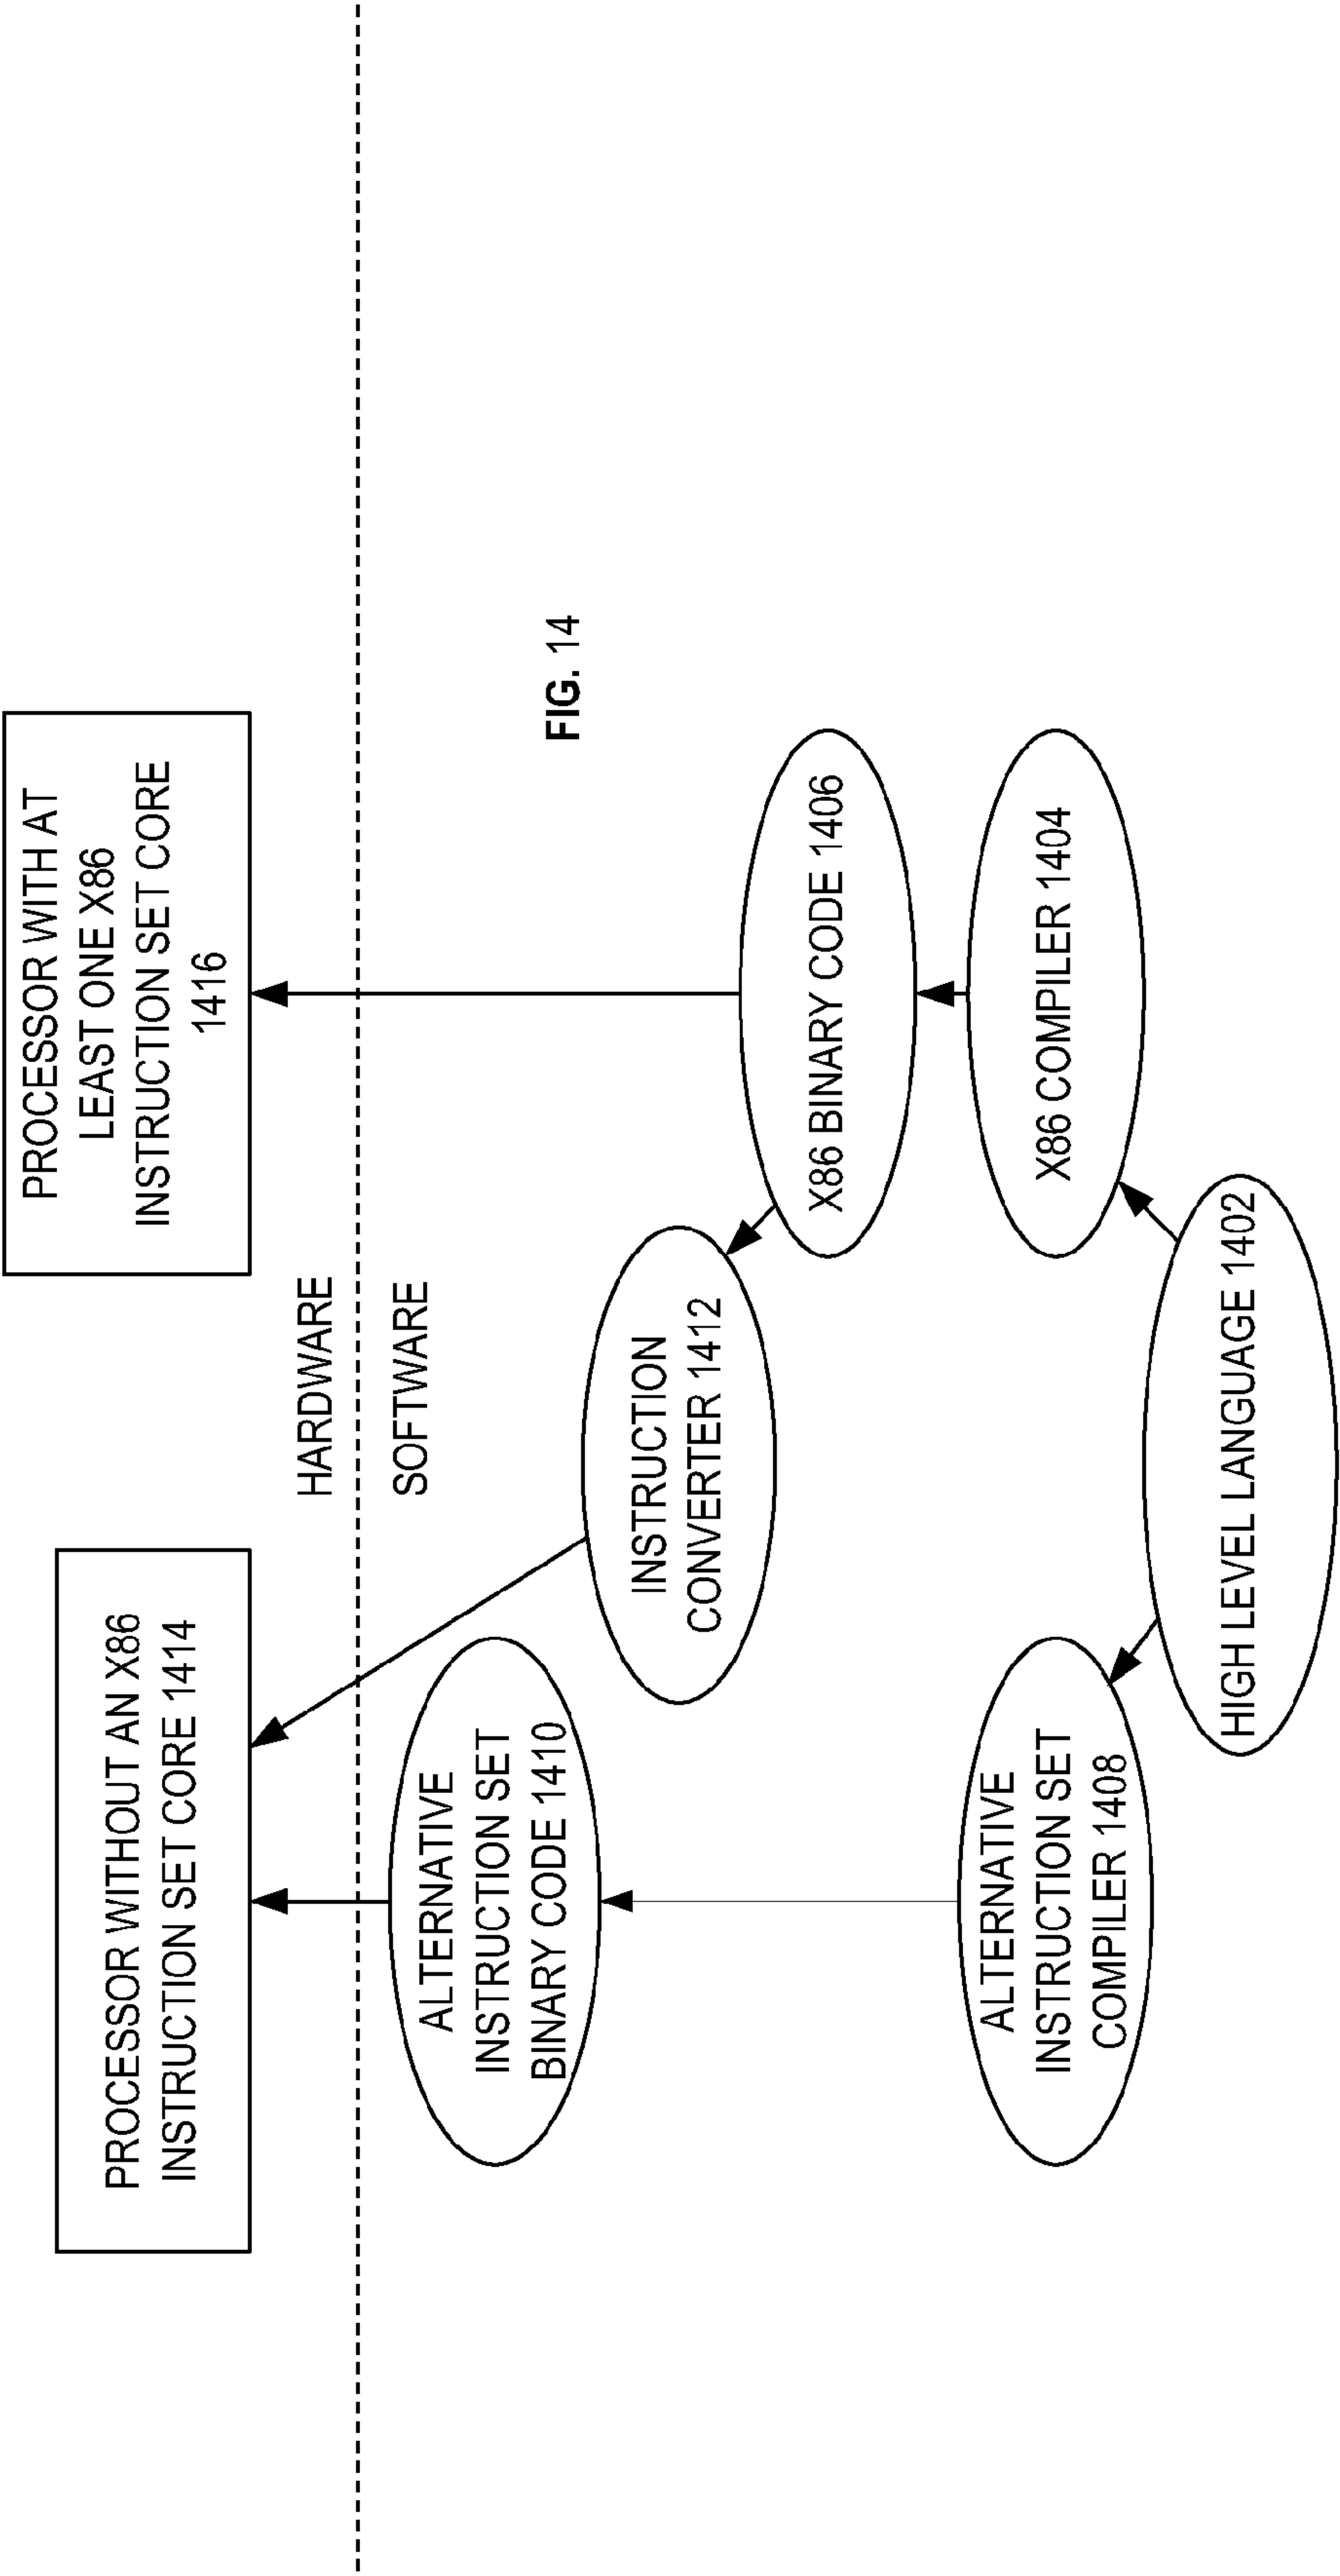 PROCESSOR WITHOUT AN X86
INSTRUCTION SET CORE 1414
PROCESSOR WITH AT
LEAST ONE X86
INSTRUCTION SET CORE
1416
HARDWARE
SOFTWARE
ALTERNATIVE
INSTRUCTION SET
BINARY CODE 1410
INSTRUCTION
CONVERTER 1412
FIG. 14
X86 BINARY CODE 1406
ALTERNATIVE
INSTRUCTION SET
COMPILER 1408
X86 COMPILER 1404
HIGH LEVEL LANGUAGE 1402